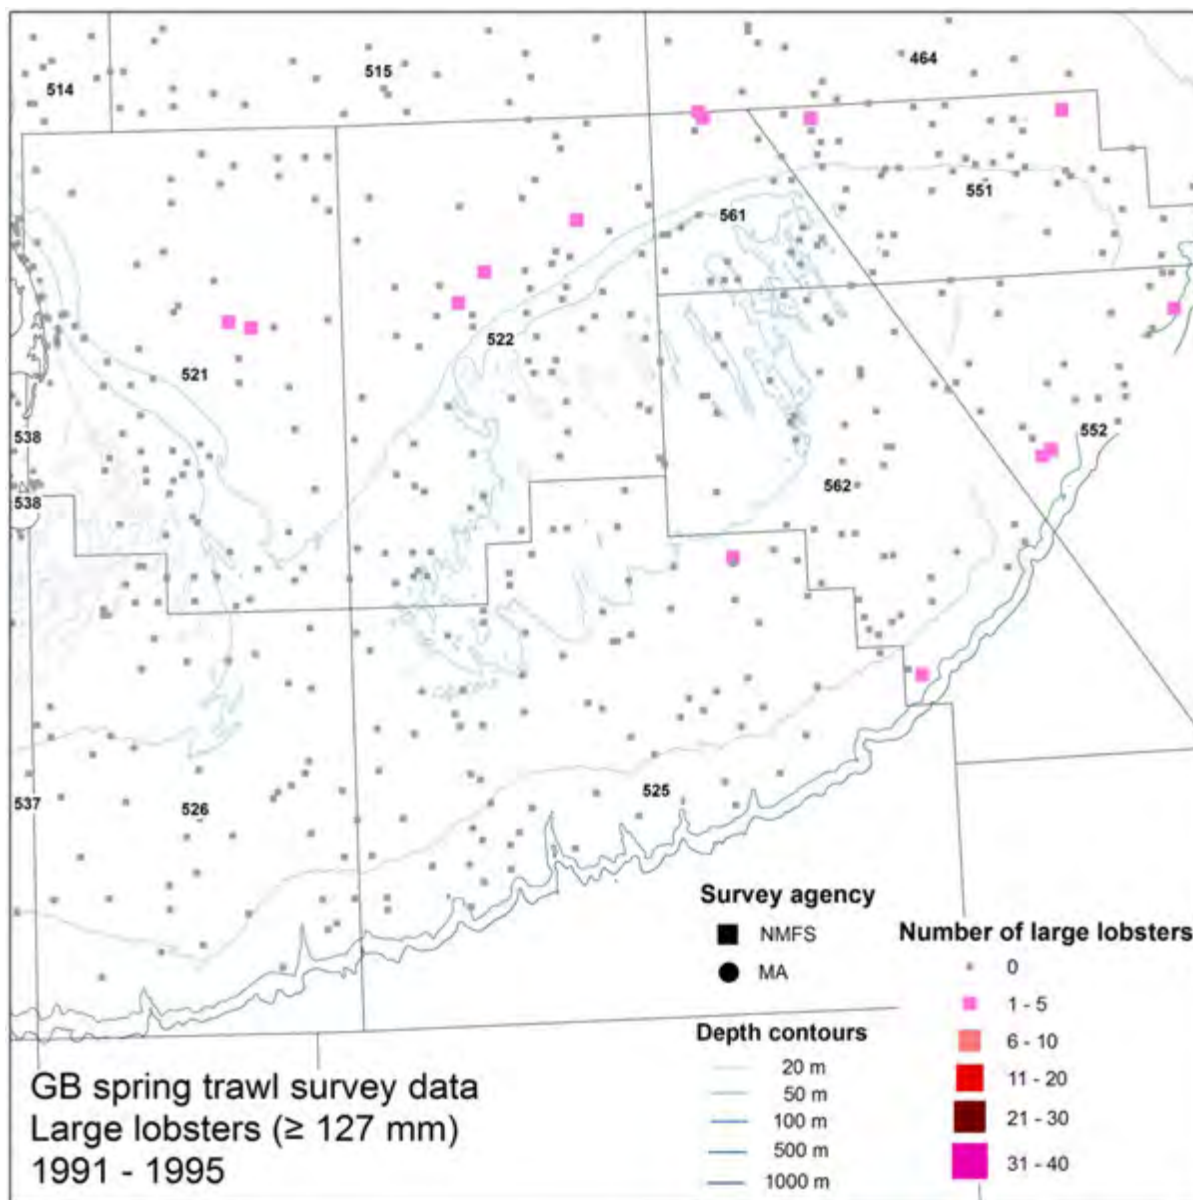 464
515
514
551
561
522
521
538
552
562
538
525
537
526
Survey agency
NMFS
MA
Number of large lobsters
0
1 - 5
6 - 10
11 - 20
21 - 30
31 - 40
Depth contours
20 m
50 m
100 m
500 m
1000 m
GB spring trawl survey data
Large lobsters (≥ 127 mm)
1991 - 1995